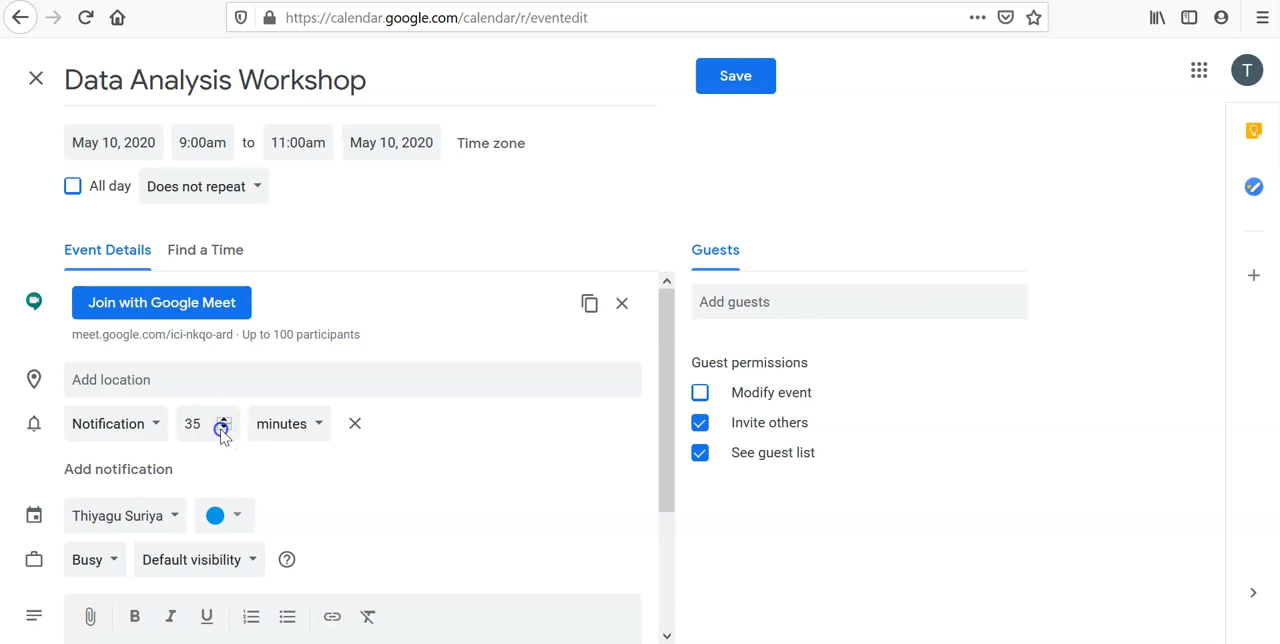 https://calendar.google.com/calendar/r/eventedit
Data Analysis Workshop
Save
T
May 10, 2020 9:00am to 11:00am May 10, 2020 Time zone
All day Does not repeat
Event Details Find a Time
Guests
Join with Google Meet
meet.google.com/ici-nkqo-ard · Up to 100 participants
Add guests
Add location
Guest permissions
Modify event
Notification 35 minutes
Invite others
See guest list
Add notification
Thiyagu Suriya
Busy Default visibility
B I U